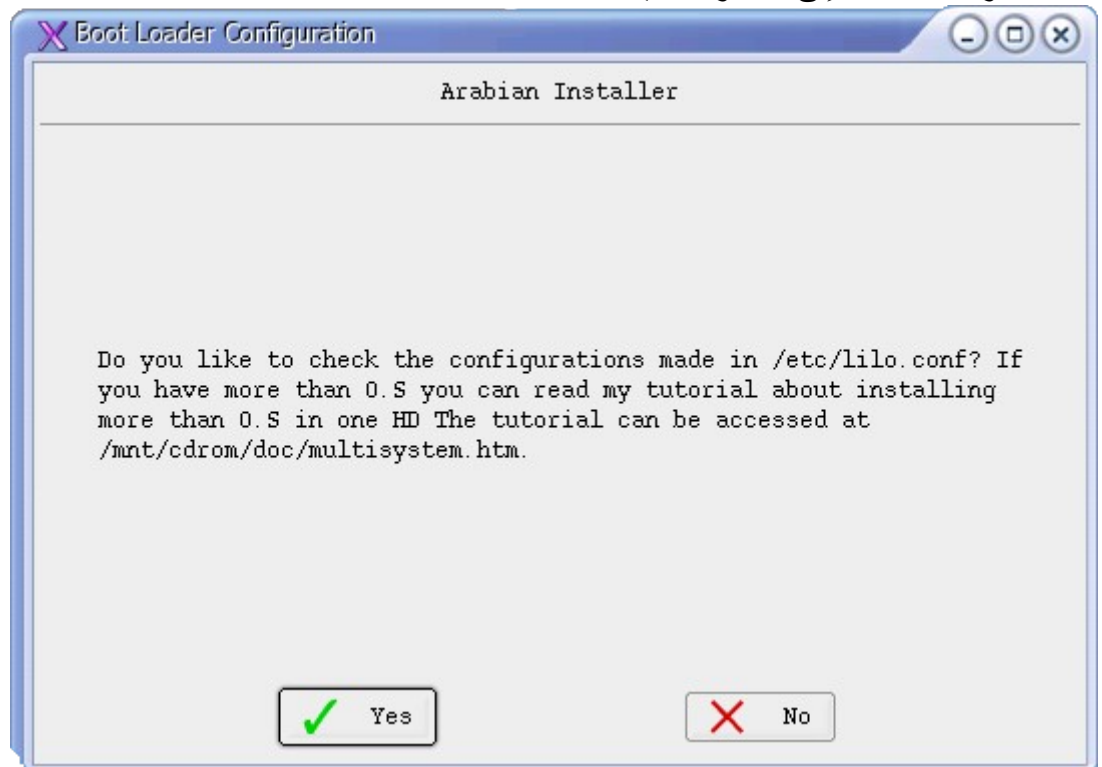 Boot Loader Configuration
Arabian Installer
Do you like to check the configurations made in /etc/lilo.conf? If
you have more than O.S you can read my tutorial about installing
more than O.S in one HD The tutorial can be accessed at
/mnt/cdrom/doc/multisystem.htm.
Yes
No